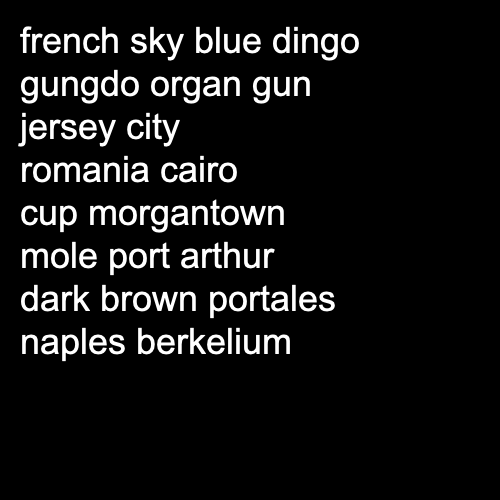 french sky blue dingo
gungdo organ gun
jersey city
romania cairo
cup morgantown
mole port arthur
dark brown portales
naples berkelium